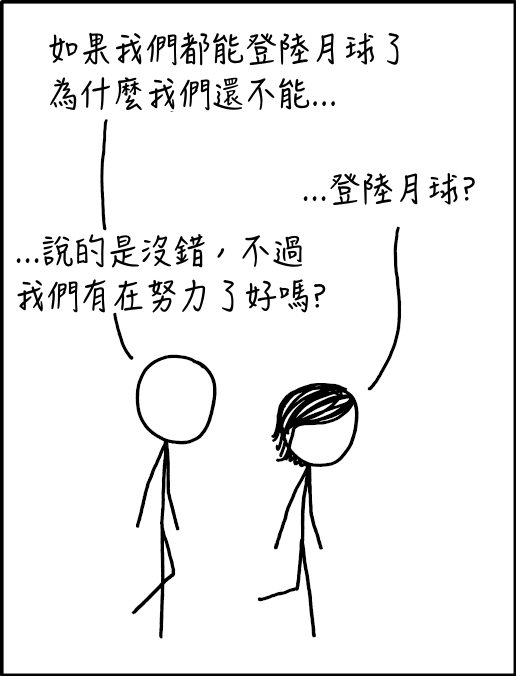 如果我們都能登陸月球了
為什麼我們還不能...
...登陸月球?
...說的是沒錯，不過
我們有在努力了好嗎?